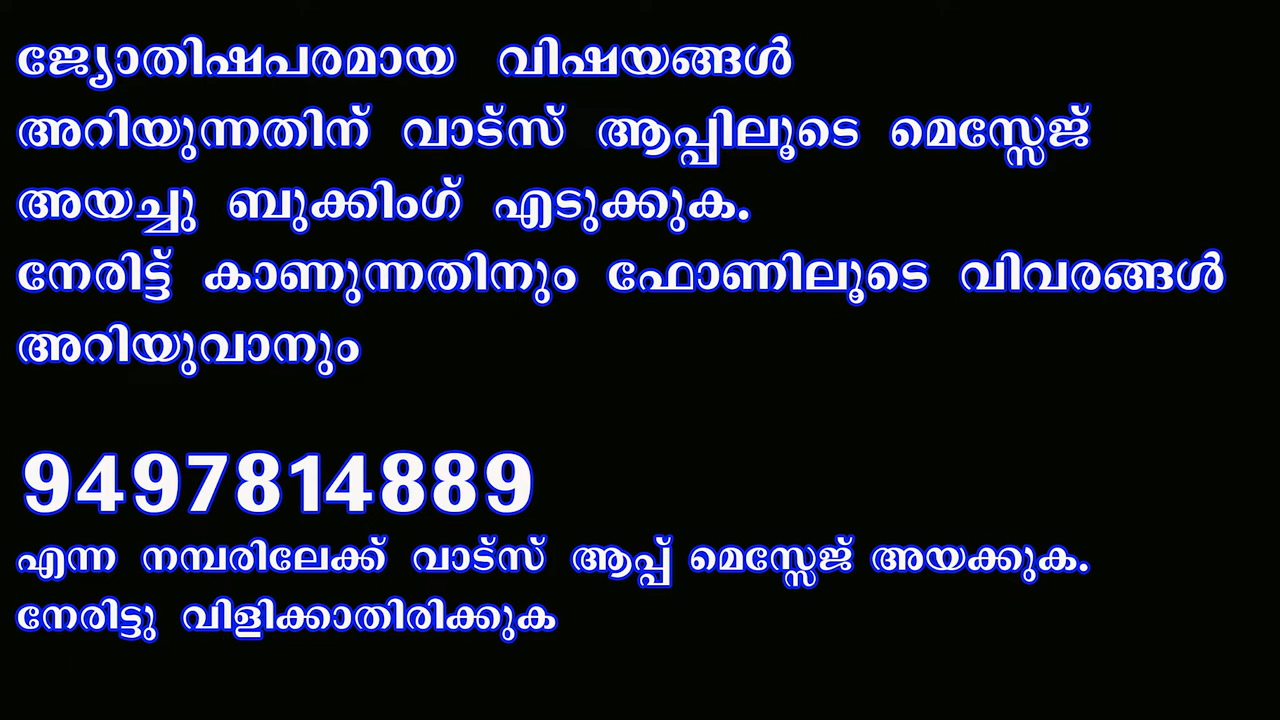 ജ്യോതിഷപരമായ വിഷയങ്ങൾ
അറിയുന്നതിന് വാട്സ് ആപ്പിലൂടെ മെസ്സേജ്
അയച്ചു ബുക്കിംഗ് എടുക്കുക.
നേരിട്ട് കാണുന്നതിനും ഫോണിലൂടെ വിവരങ്ങൾ
അറിയുവാനും
9497814889
എന്ന നമ്പരിലേക്ക് വാട്സ് ആപ്പ് മെസ്സേജ് അയക്കുക.
നേരിട്ടു വിളിക്കാതിരിക്കുക